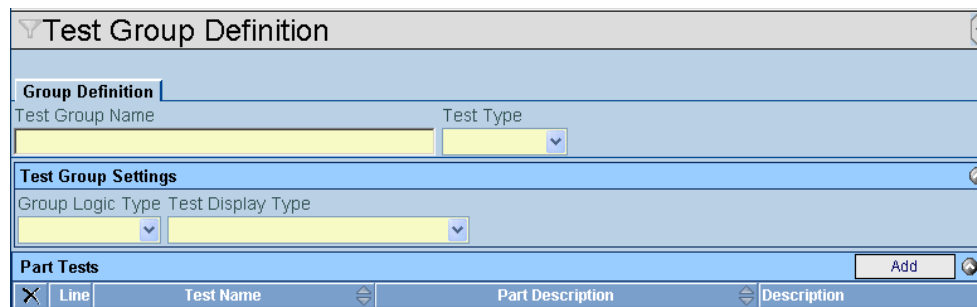 Test Group Definition
Group Definition
Test Group Name Test Type
Test Group Settings
Group Logic Type Test Display Type
Part Tests Add
Line Test Name Part Description Description